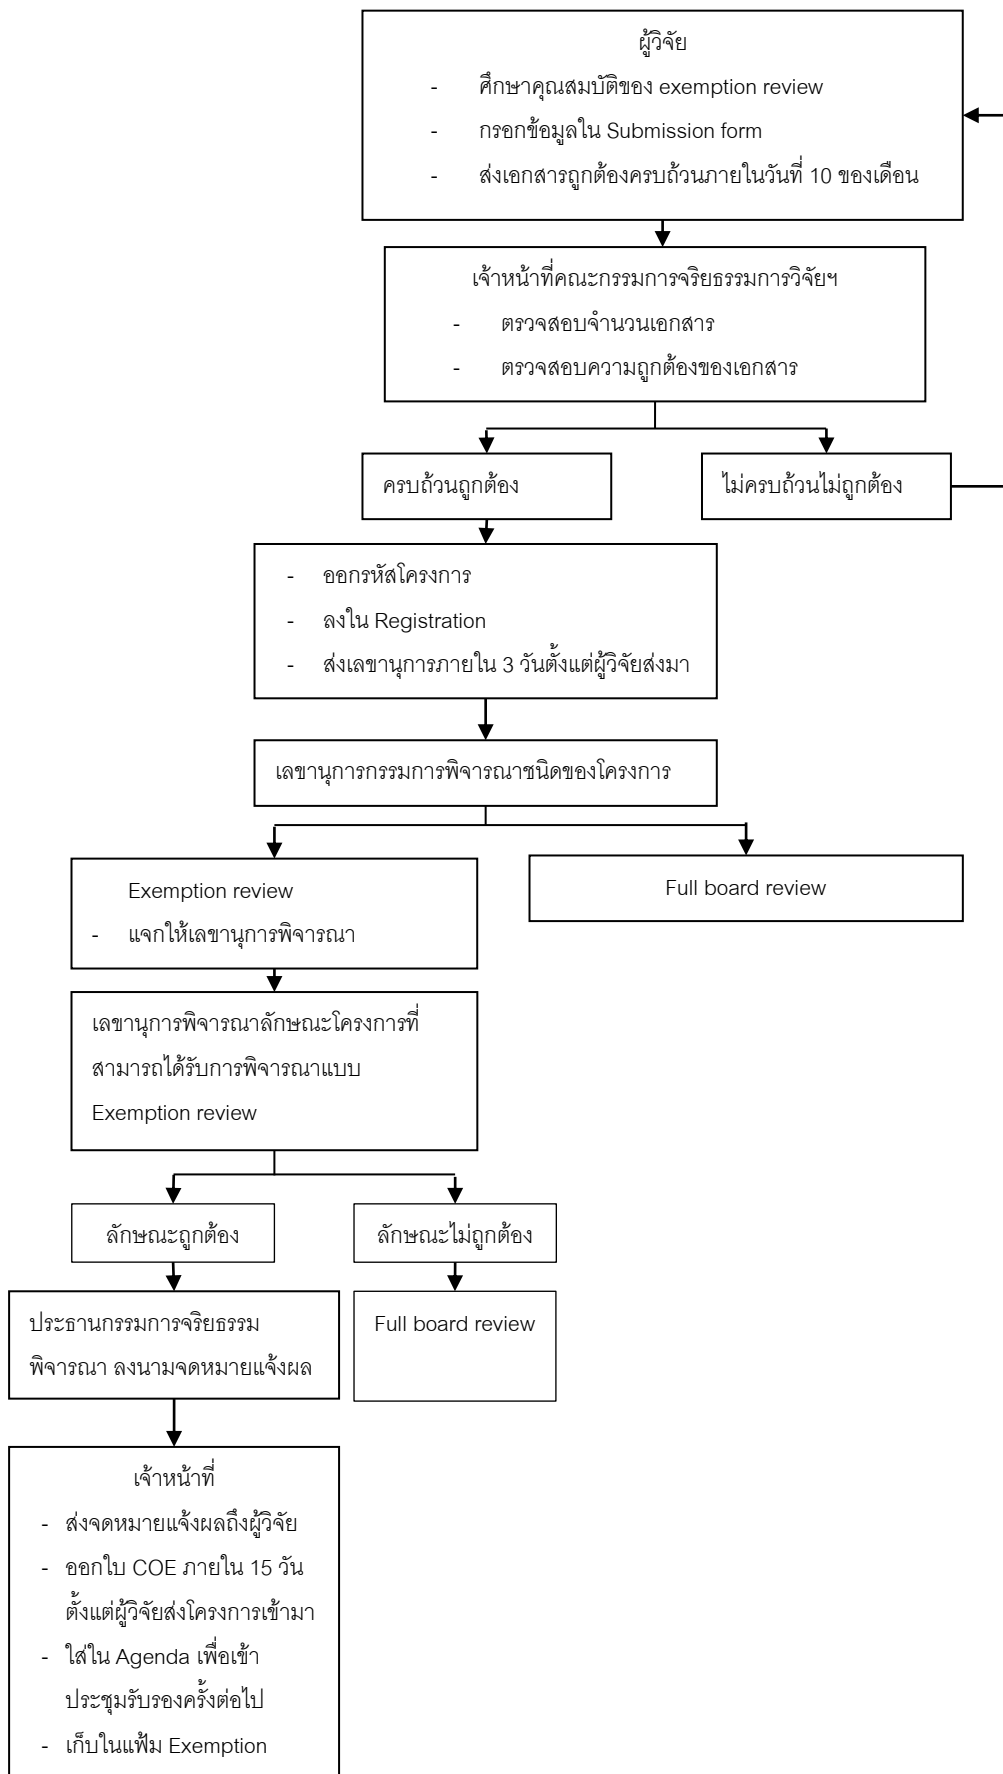 ผู้วิจัย
- ศึกษาคุณสมบัติของ exemption review
- กรอกข้อมูลใน Submission form
- ส่งเอกสารถูกต้องครบถ้วนภายในวันที่ 10 ของเดือน
เจ้าหน้าที่คณะกรรมการจริยธรรมการวิจัยฯ
- ตรวจสอบจำนวนเอกสาร
- ตรวจสอบความถูกต้องของเอกสาร
ครบถ้วนถูกต้อง
ไม่ครบถ้วนไม่ถูกต้อง
- ออกรหัสโครงการ
- ลงใน Registration
- ส่งเลขานุการภายใน 3 วันตั้งแต่ผู้วิจัยส่งมา
เลขานุการกรรมการพิจารณาชนิดของโครงการ
Exemption review
- แจกให้เลขานุการพิจารณา
Full board review
เลขานุการพิจารณาลักษณะโครงการที่
สามารถได้รับการพิจารณาแบบ
Exemption review
ลักษณะถูกต้อง
ลักษณะไม่ถูกต้อง
ประธานกรรมการจริยธรรม
พิจารณา ลงนามจดหมายแจ้งผล
Full board review
เจ้าหน้าที่
- ส่งจดหมายแจ้งผลถึงผู้วิจัย
- ออกใบ COE ภายใน 15 วัน
ตั้งแต่ผู้วิจัยส่งโครงการเข้ามา
- ใส่ใน Agenda เพื่อเข้า
ประชุมรับรองครั้งต่อไป
- เก็บในแฟ้ม Exemption